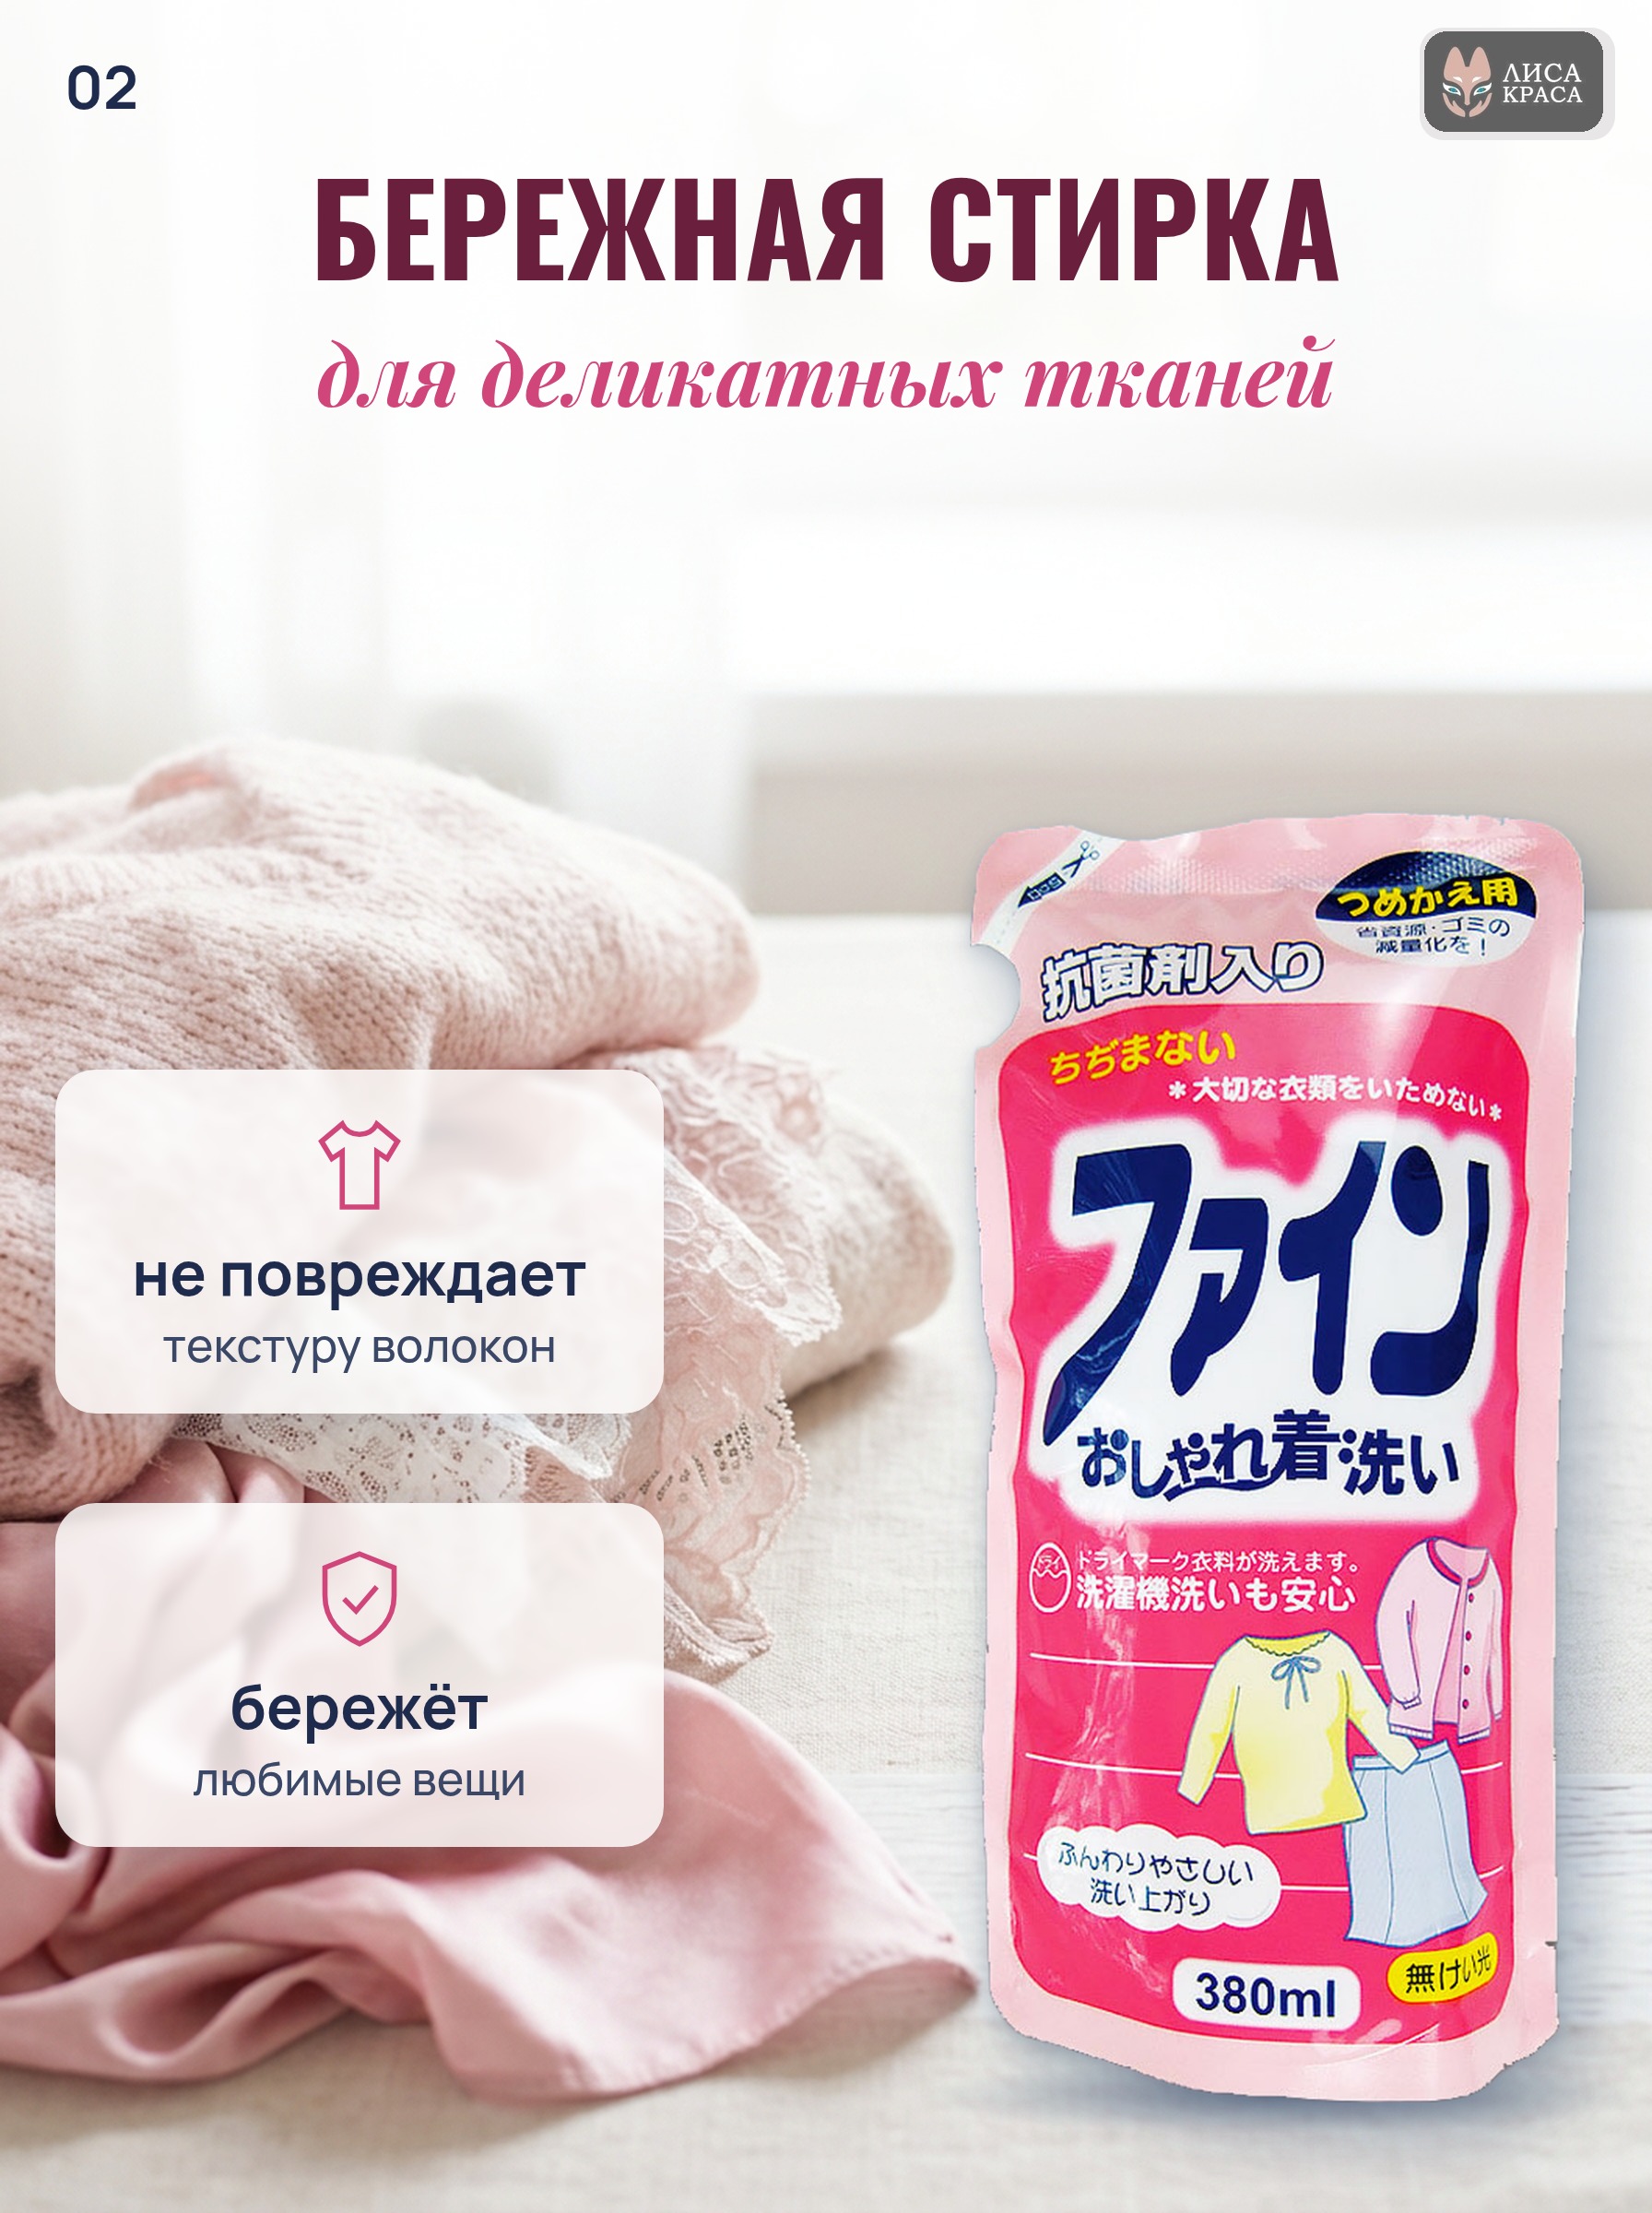 02
ЛИСА
КРАСА
БЕРЕЖНАЯ СТИРКА
для деликатных тканей
つめかえ用
省資源・ゴミの
減量化を!
抗菌剤入り
ちぢまない
*大切な衣類をいためない*
ファイン
おしゃれ着洗い
ドライ
ドライマーク衣料が洗えます。
洗濯機洗いも安心
ふんわりやさしい
洗い上がり
380ml
無けい光
не повреждает
текстуру волокон
бережёт
любимые вещи